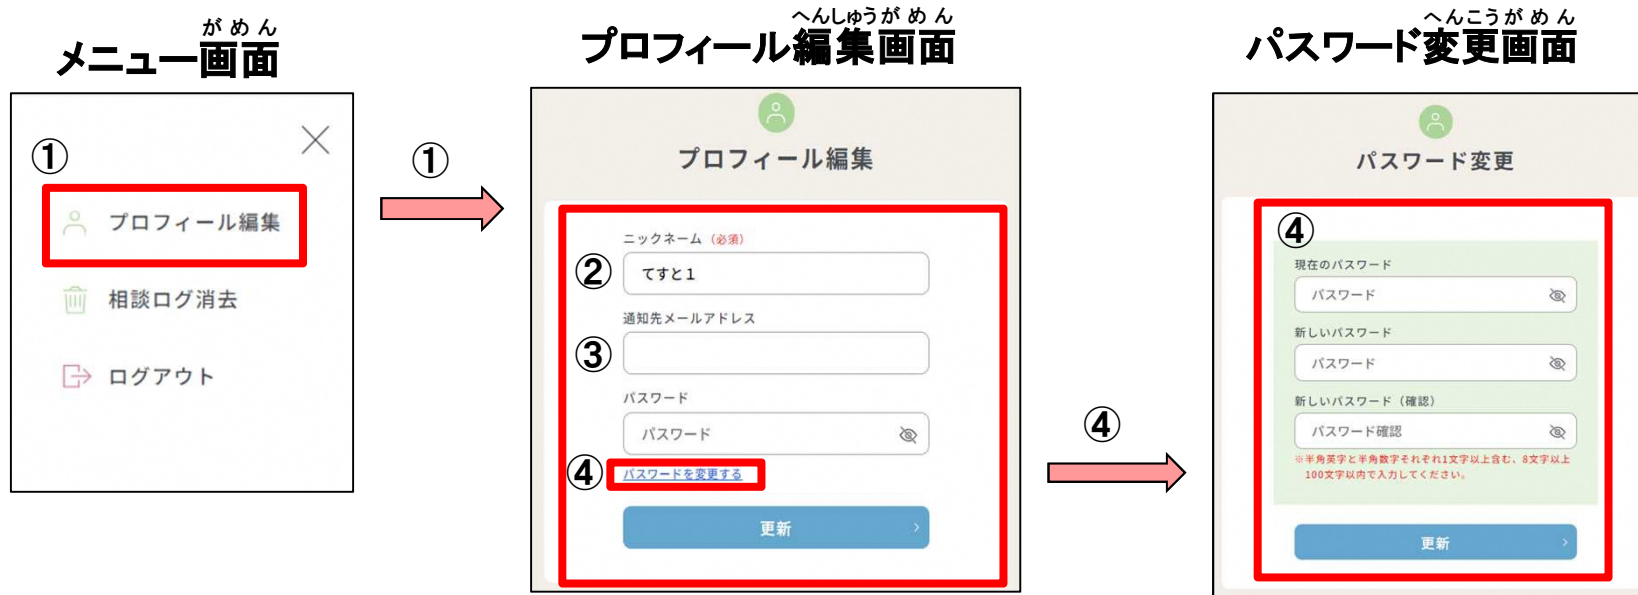 がめん
メニュー画面
①
プロフィール編集
相談ログ消去
ログアウト
①
へんしゅうがめん
プロフィール編集画面
プロフィール編集
ニックネーム（必須）
②
てすと１
通知先メールアドレス
③
パスワード
パスワード
④
パスワードを変更する
更新
④
へんこうがめん
パスワード変更画面
パスワード変更
④
現在のパスワード
パスワード
新しいパスワード
パスワード
新しいパスワード（確認）
パスワード確認
※半角英字と半角数字それぞれ1文字以上含む、8文字以上
100文字以内で入力してください。
更新